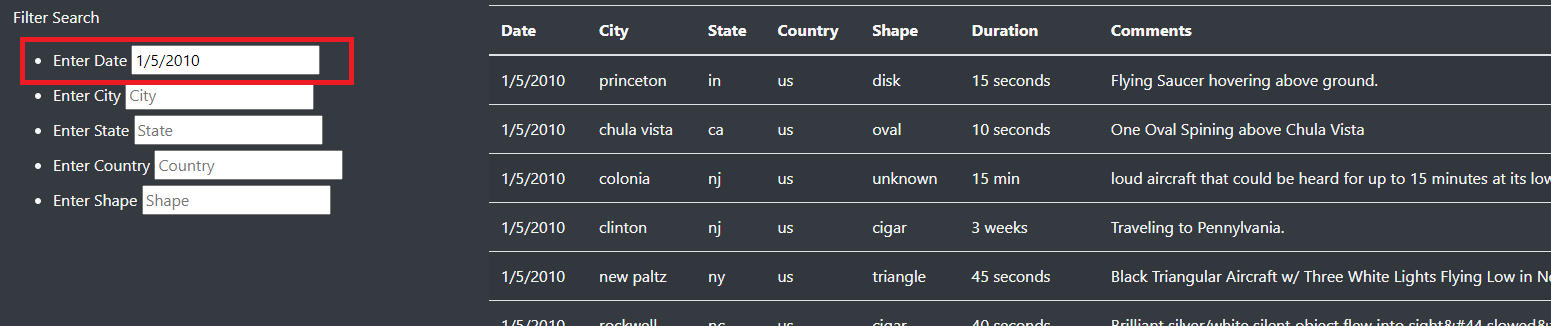 Filter Search
Enter Date 1/5/2010
Enter City City
Enter State State
Enter Country Country
Enter Shape Shape
Date City State Country Shape Duration Comments
1/5/2010 princeton in us disk 15 seconds Flying Saucer hovering above ground.
1/5/2010 chula vista ca us oval 10 seconds One Oval Spining above Chula Vista
1/5/2010 colonia nj us unknown 15 min loud aircraft that could be heard for up to 15 minutes at its
1/5/2010 clinton nj us cigar 3 weeks Traveling to Pennylvania.
1/5/2010 new paltz ny us triangle 45 seconds Black Triangular Aircraft w/ Three White Lights Flying Low in
1/5/2010 rockwell nc us cigar 40 seconds Brilliant silver/white silent object flew into sight&#44 slowed&